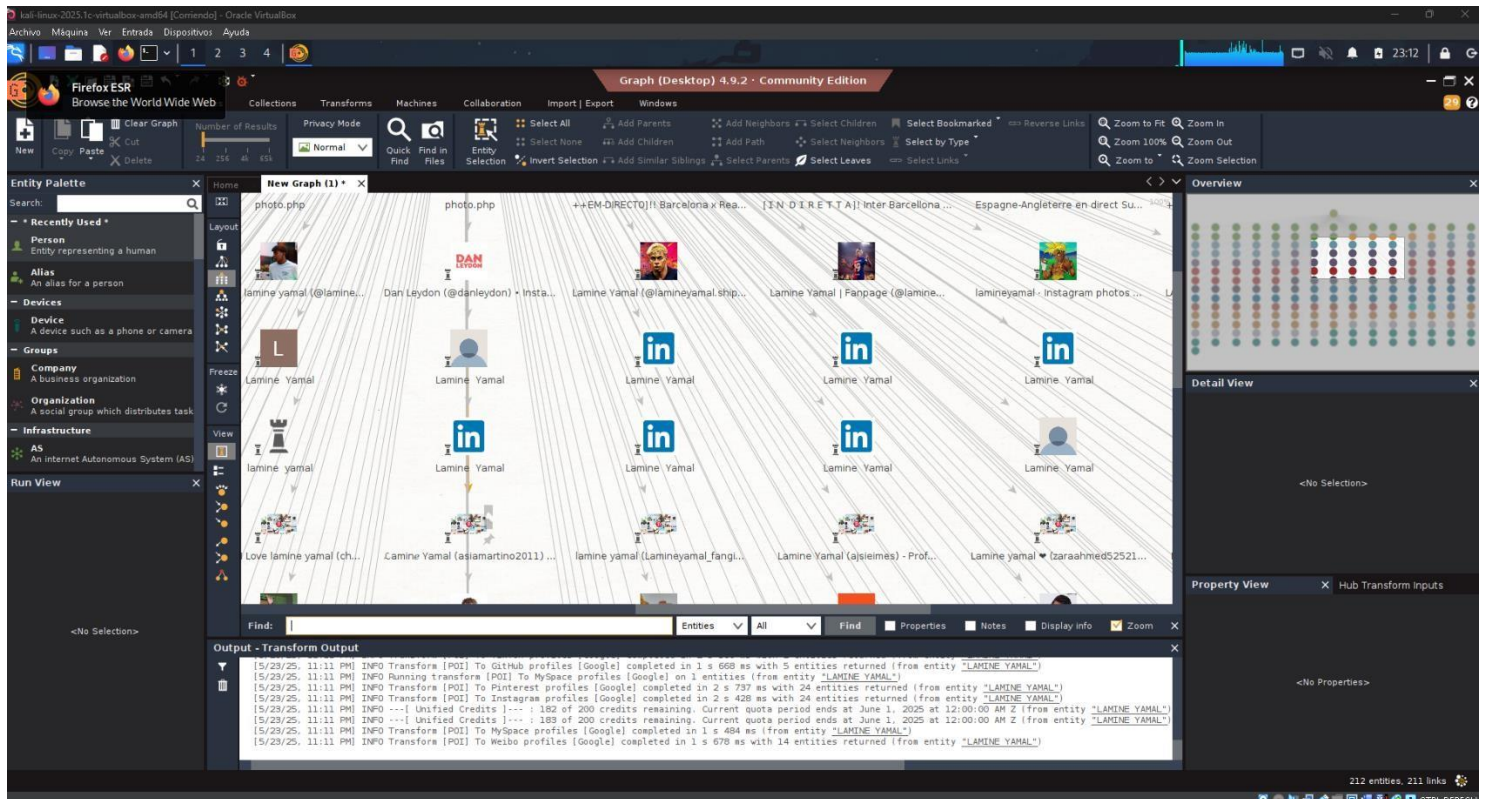 kali-linux-2025.1c-virtualbox-amd64 [Corriendo] - Oracle VirtualBox
Archivo Máquina Ver Entrada Dispositivos Ayuda
1 2 3 4
23:12
Graph (Desktop) 4.9.2 · Community Edition
Firefox ESR
Browse the World Wide Web
29
Collections Transforms Machines Collaboration Import | Export Windows
New
Copy Paste
Clear Graph
Cut
Delete
Number of Results
24 256 4k 65k
Privacy Mode
Normal
Quick Find
Find in Files
Entity Selection
Select All
Select None
Invert Selection
Add Parents
Add Children
Add Similar Siblings
Add Neighbors
Add Path
Select Parents
Select Children
Select Neighbors
Select Leaves
Select Bookmarked
Select by Type
Select Links
Reverse Links
Zoom to Fit
Zoom 100%
Zoom to
Zoom In
Zoom Out
Zoom Selection
Entity Palette
Search:
* Recently Used *
Person
Entity representing a human
Alias
An alias for a person
Devices
Device
A device such as a phone or camera
Groups
Company
A business organization
Organization
A social group which distributes task
Infrastructure
AS
An internet Autonomous System (AS)
Run View
<No Selection>
Home
New Graph (1) *
Layout
Freeze
View
photo.php
photo.php
++EM-DIRECTO]!! Barcelona x Rea...
[I N D I R E T T A]! Inter Barcellona ...
Espagne-Angleterre en direct Su...
100%
DAN LEYDON
lamine yamal (@lamine...
Dan Leydon (@danleydon) • Insta...
Lamine Yamal (@lamineyamal.ship...
Lamine Yamal | Fanpage (@lamine...
lamineyamal - Instagram photos ...
L
in
in
in
Lamine Yamal
Lamine Yamal
Lamine Yamal
Lamine Yamal
Lamine Yamal
in
in
in
lamine yamal
Lamine Yamal
Lamine Yamal
Lamine Yamal
Lamine Yamal
Love lamine yamal (ch...
Lamine Yamal (asiamartino2011) ...
lamine yamal (Lamineyamal_fangi...
Lamine Yamal (ajsieimes) - Prof...
Lamine yamal ❤ (zaraahmed52521...
Find:
Entities
All
Find
Properties
Notes
Display info
Zoom
Output - Transform Output
[5/23/25, 11:11 PM] INFO Transform [POI] To GitHub profiles [Google] completed in 1 s 668 ms with 5 entities returned (from entity "LAMINE YAMAL")
[5/23/25, 11:11 PM] INFO Running transform [POI] To MySpace profiles [Google] on 1 entities (from entity "LAMINE YAMAL")
[5/23/25, 11:11 PM] INFO Transform [POI] To Pinterest profiles [Google] completed in 2 s 737 ms with 24 entities returned (from entity "LAMINE YAMAL")
[5/23/25, 11:11 PM] INFO Transform [POI] To Instagram profiles [Google] completed in 2 s 428 ms with 24 entities returned (from entity "LAMINE YAMAL")
[5/23/25, 11:11 PM] INFO ---[ Unified Credits ]--- : 182 of 200 credits remaining. Current quota period ends at June 1, 2025 at 12:00:00 AM Z (from entity "LAMINE YAMAL")
[5/23/25, 11:11 PM] INFO ---[ Unified Credits ]--- : 183 of 200 credits remaining. Current quota period ends at June 1, 2025 at 12:00:00 AM Z (from entity "LAMINE YAMAL")
[5/23/25, 11:11 PM] INFO Transform [POI] To MySpace profiles [Google] completed in 1 s 484 ms (from entity "LAMINE YAMAL")
[5/23/25, 11:11 PM] INFO Transform [POI] To Weibo profiles [Google] completed in 1 s 678 ms with 14 entities returned (from entity "LAMINE YAMAL")
Overview
Detail View
<No Selection>
Property View
Hub Transform Inputs
<No Properties>
212 entities, 211 links